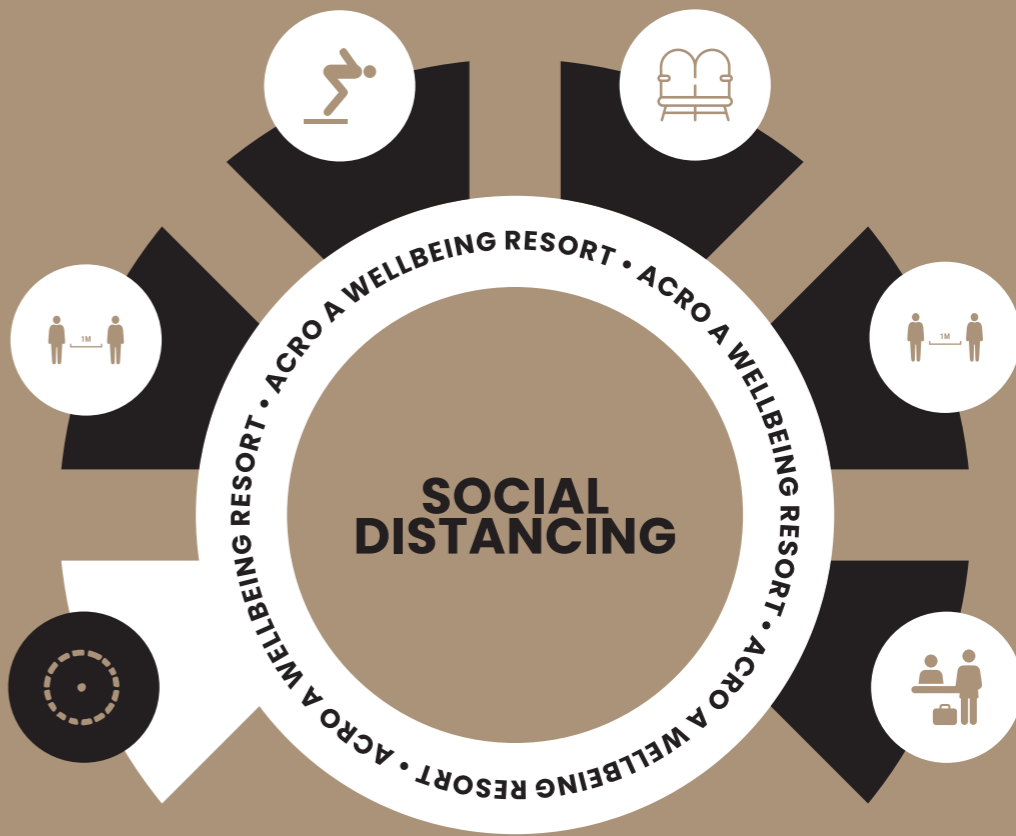 ACRO A WELLBEING RESORT • ACRO A WELLBEING RESORT • ACRO A WELLBEING RESORT • ACRO A WELLBEING RESORT •
1M
1M
SOCIAL
DISTANCING